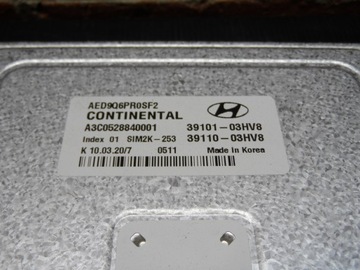 AED9Q6PR0SF2
CONTINENTAL
A3C0528840001 39101-03HV8
Index 01 SIM2K-253 39110-03HV8
K 10.03.20/7 0511 Made in Korea